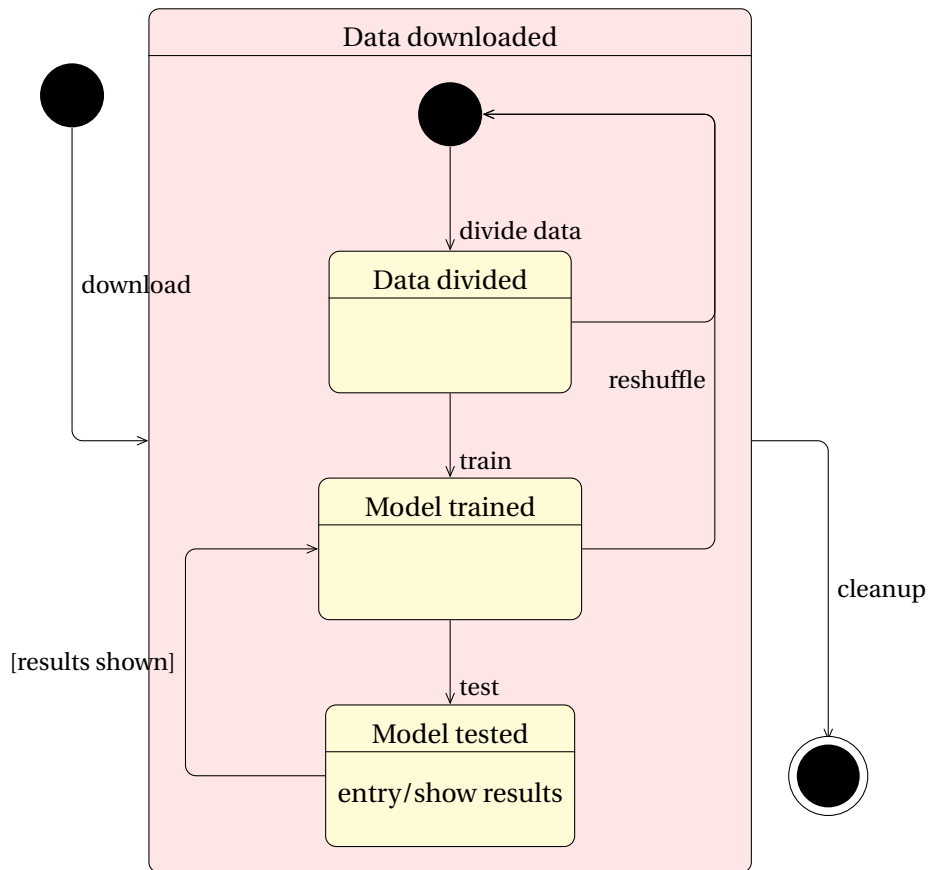 Data downloaded
divide data
Data divided
download
reshuffle
train
Model trained
cleanup
[results shown]
test
Model tested
entry/show results